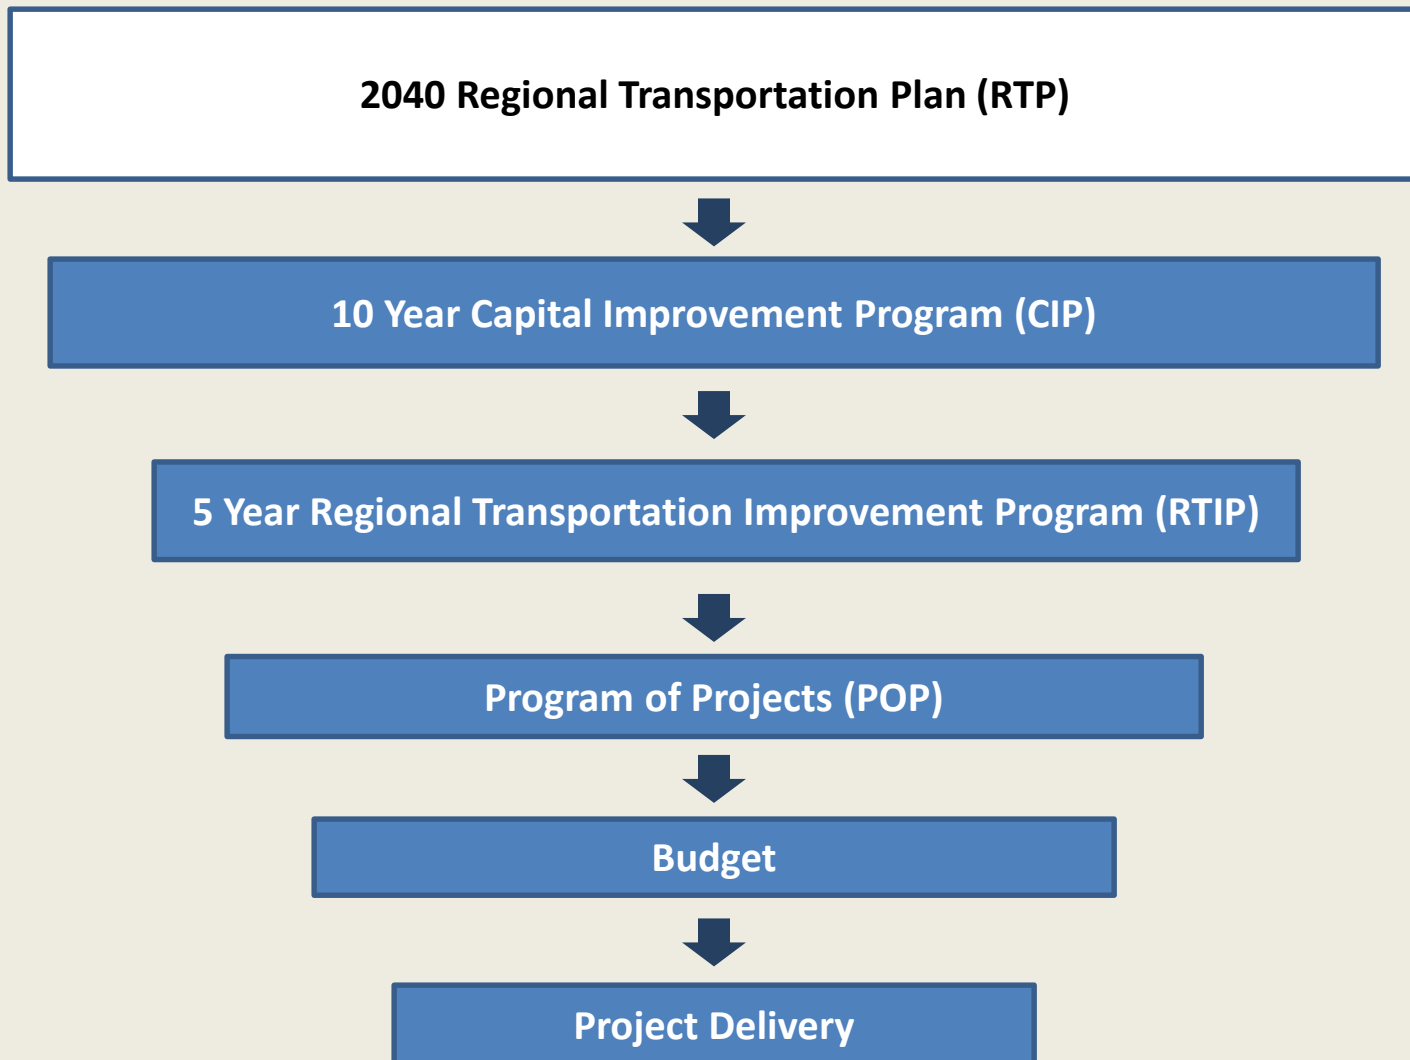 2040 Regional Transportation Plan (RTP)
10 Year Capital Improvement Program (CIP)
5 Year Regional Transportation Improvement Program (RTIP)
Program of Projects (POP)
Budget
Project Delivery